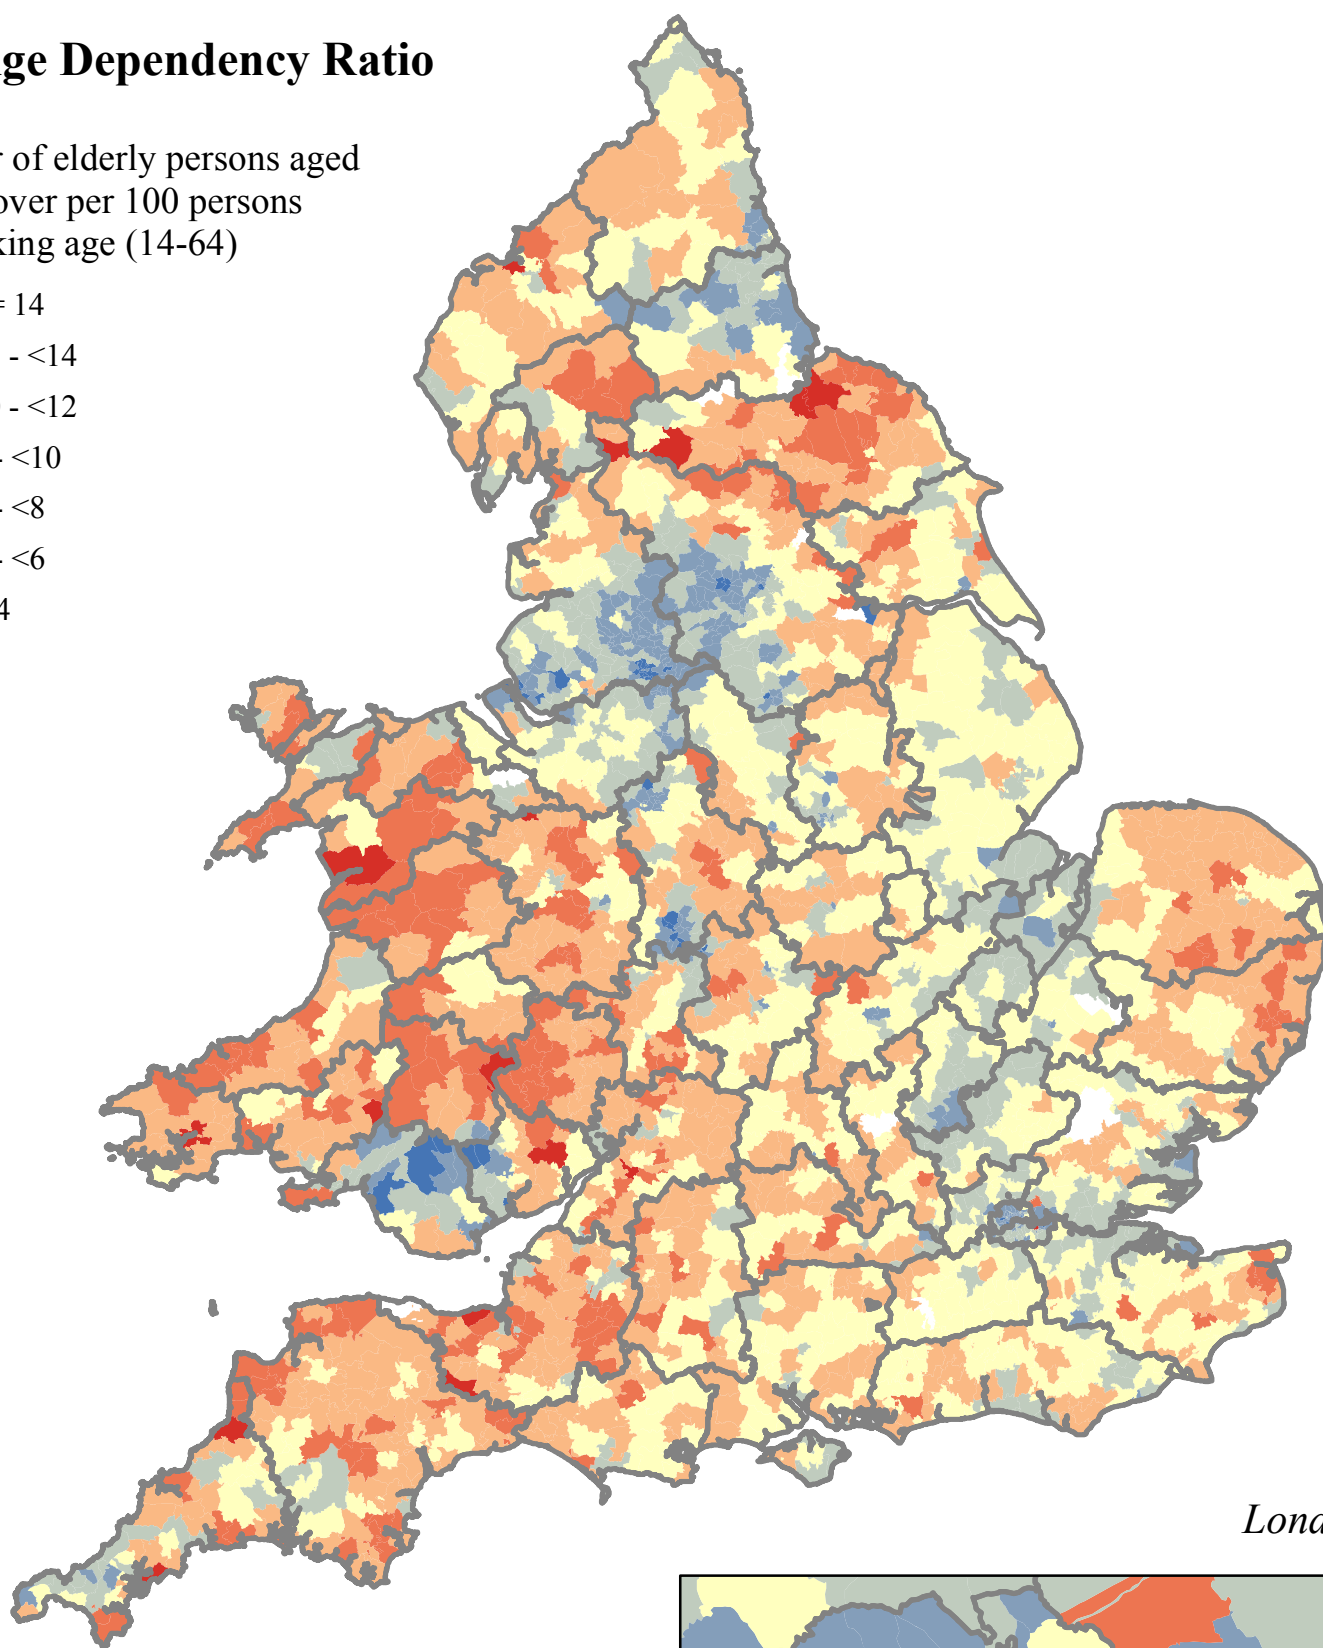 ge Dependency Ratio
r of elderly persons aged
over per 100 persons
king age (14-64)
= 14
- <14
- <12
- <10
- <8
- <6
4
Lond